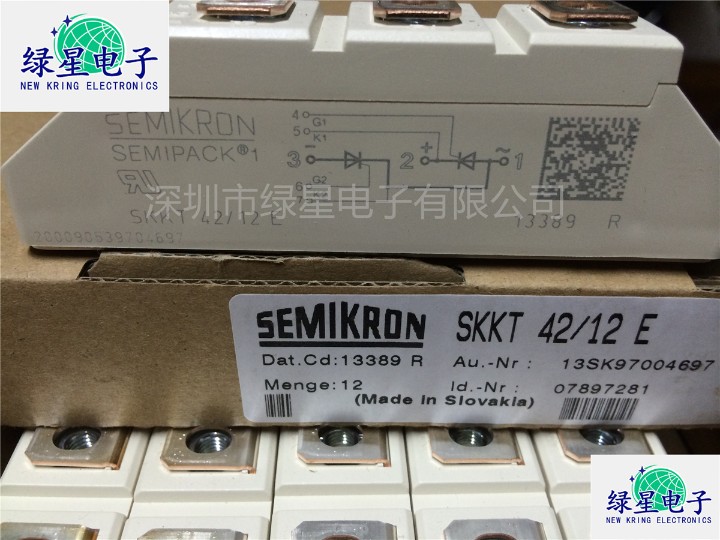 绿星电子
NEW KRING ELECTRONICS
SEMIKRON
SEMIPACK®1
4
5
G1
K1
3 − 2 + ~ 1
6
7
G2
SKKT 42/12 E
13389 R
深圳市绿星电子有限公司
SEMIKRON SKKT 42/12 E
Dat.Cd:13389 R Au.-Nr : 13SK97004697
Menge:12 Id.-Nr : 07897281
(Made in Slovakia)
绿星电子
NEW KRING ELECTRONICS